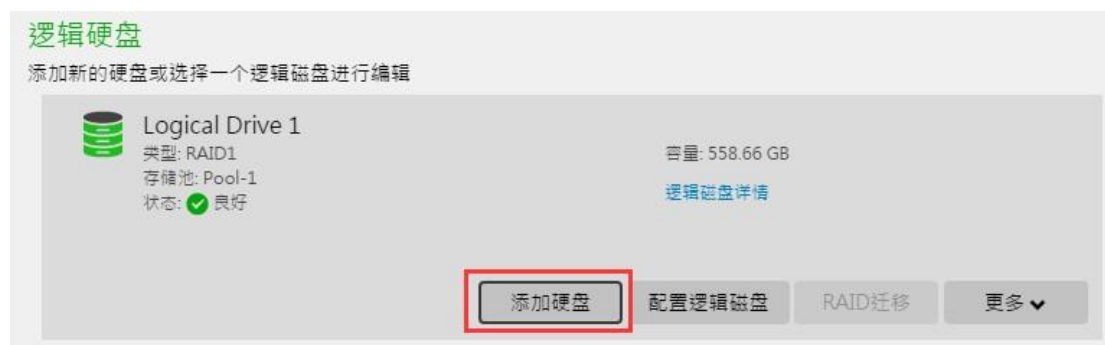 逻辑硬盘
添加新的硬盘或选择一个逻辑磁盘进行编辑
Logical Drive 1
类型: RAID1
容量: 558.66 GB
存储池: Pool-1
逻辑磁盘详情
状态: 良好
添加硬盘 配置逻辑磁盘 RAID迁移 更多